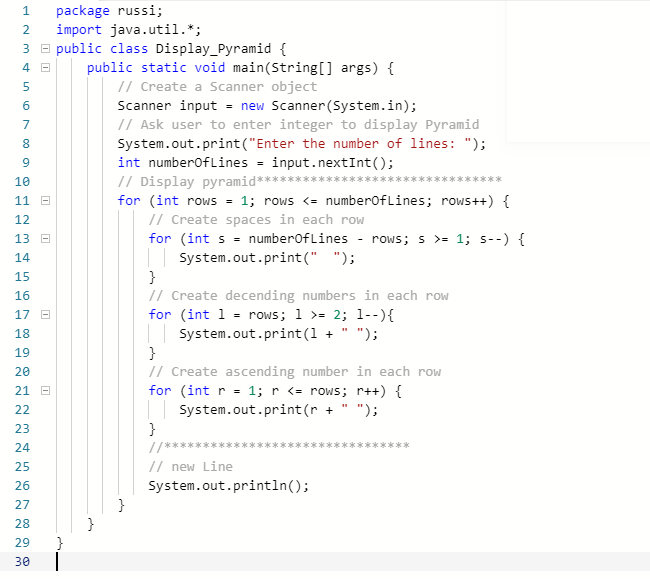 1 package russi;
2 import java.util.*;
3 public class Display_Pyramid {
4 public static void main(String[] args) {
5 // Create a Scanner object
6 Scanner input = new Scanner(System.in);
7 // Ask user to enter integer to display Pyramid
8 System.out.print("Enter the number of lines: ");
9 int numberOfLines = input.nextInt();
10 // Display pyramid********************************
11 for (int rows = 1; rows <= numberOfLines; rows++) {
12 // Create spaces in each row
13 for (int s = numberOfLines - rows; s >= 1; s--) {
14 System.out.print("  ");
15 }
16 // Create decending numbers in each row
17 for (int l = rows; l >= 2; l--){
18 System.out.print(l + " ");
19 }
20 // Create ascending number in each row
21 for (int r = 1; r <= rows; r++) {
22 System.out.print(r + " ");
23 }
24 //********************************
25 // new Line
26 System.out.println();
27 }
28 }
29 }
30